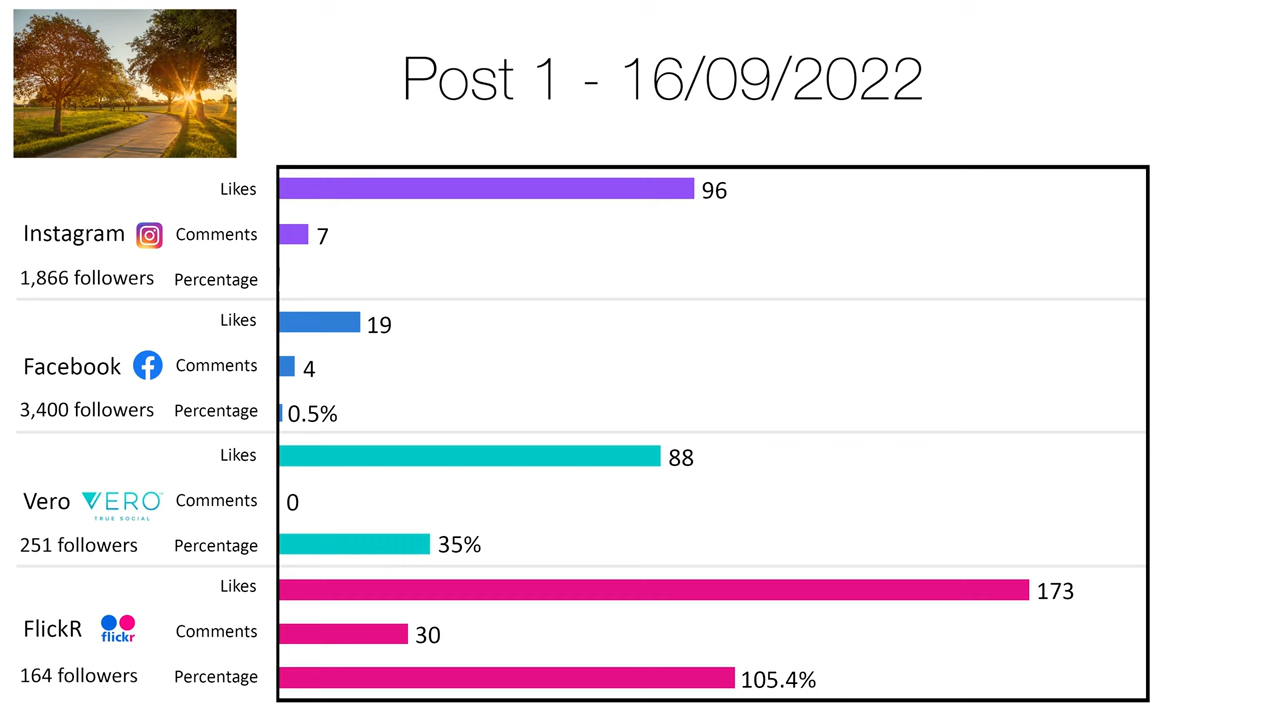 Post 1 - 16/09/2022
Likes 96
Instagram Comments 7
1,866 followers Percentage
Likes 19
Facebook Comments 4
3,400 followers Percentage 0.5%
Likes 88
Vero VERO Comments 0
TRUE SOCIAL
251 followers Percentage 35%
Likes 173
FlickR flickr Comments 30
164 followers Percentage 105.4%